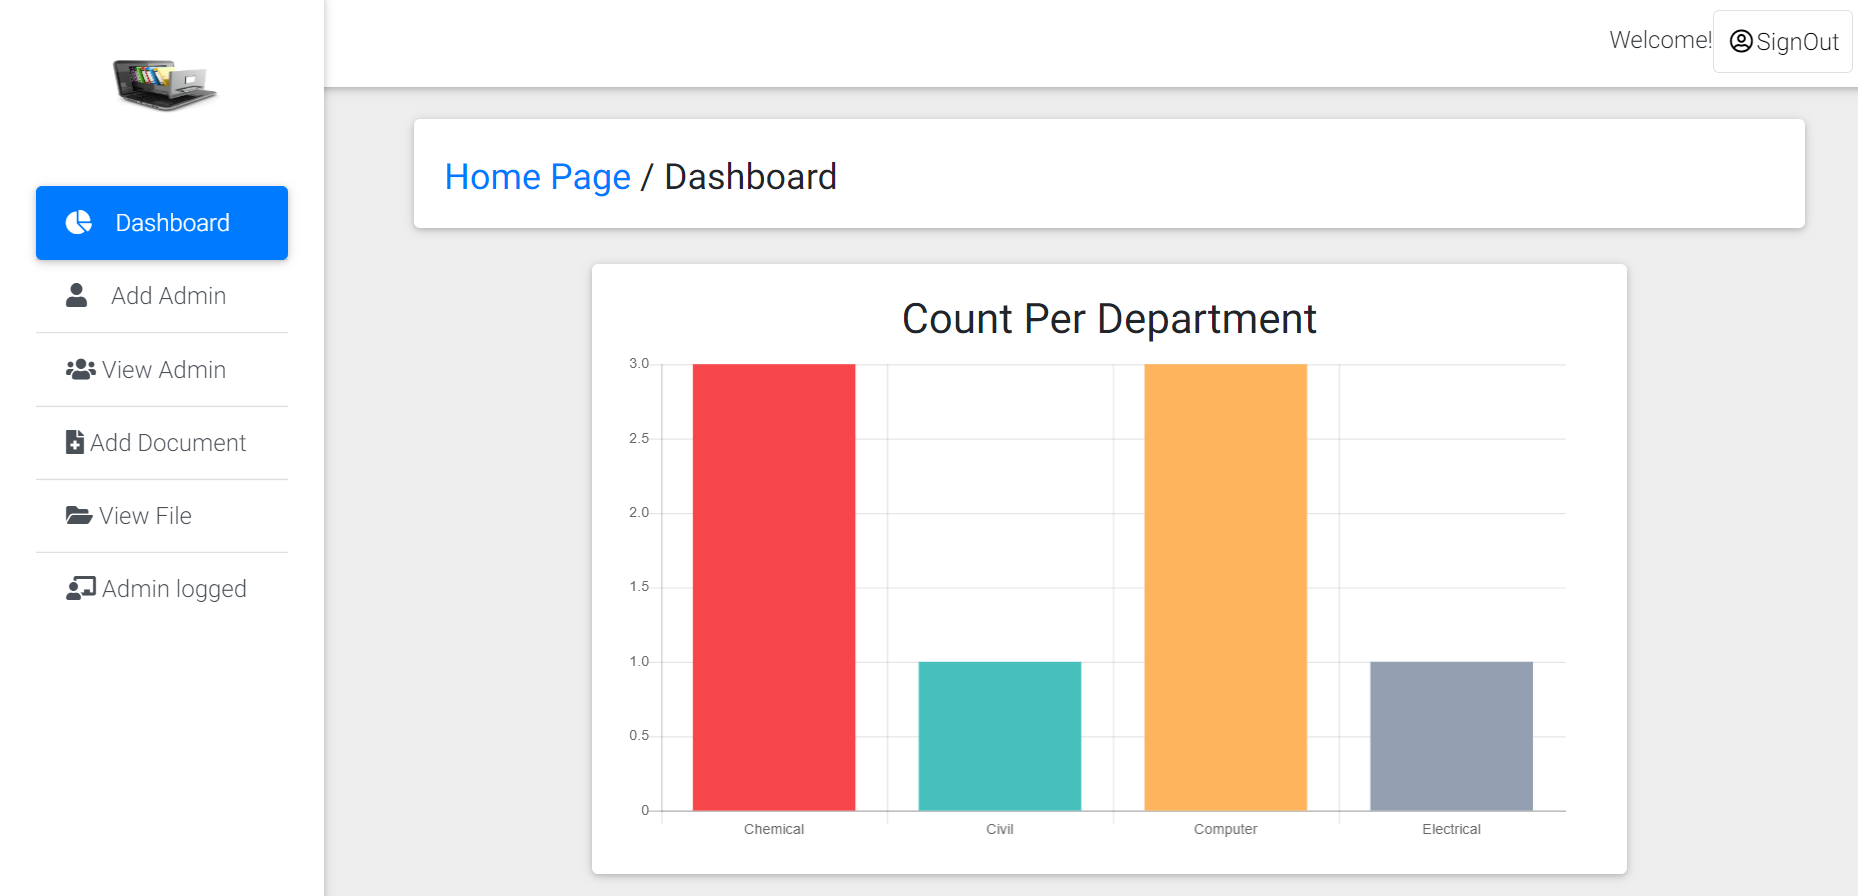 Welcome! SignOut
Home Page / Dashboard
Dashboard
Add Admin
View Admin
Add Document
View File
Admin logged
Count Per Department
3.0
2.5
2.0
1.5
1.0
0.5
0
Chemical Civil Computer Electrical